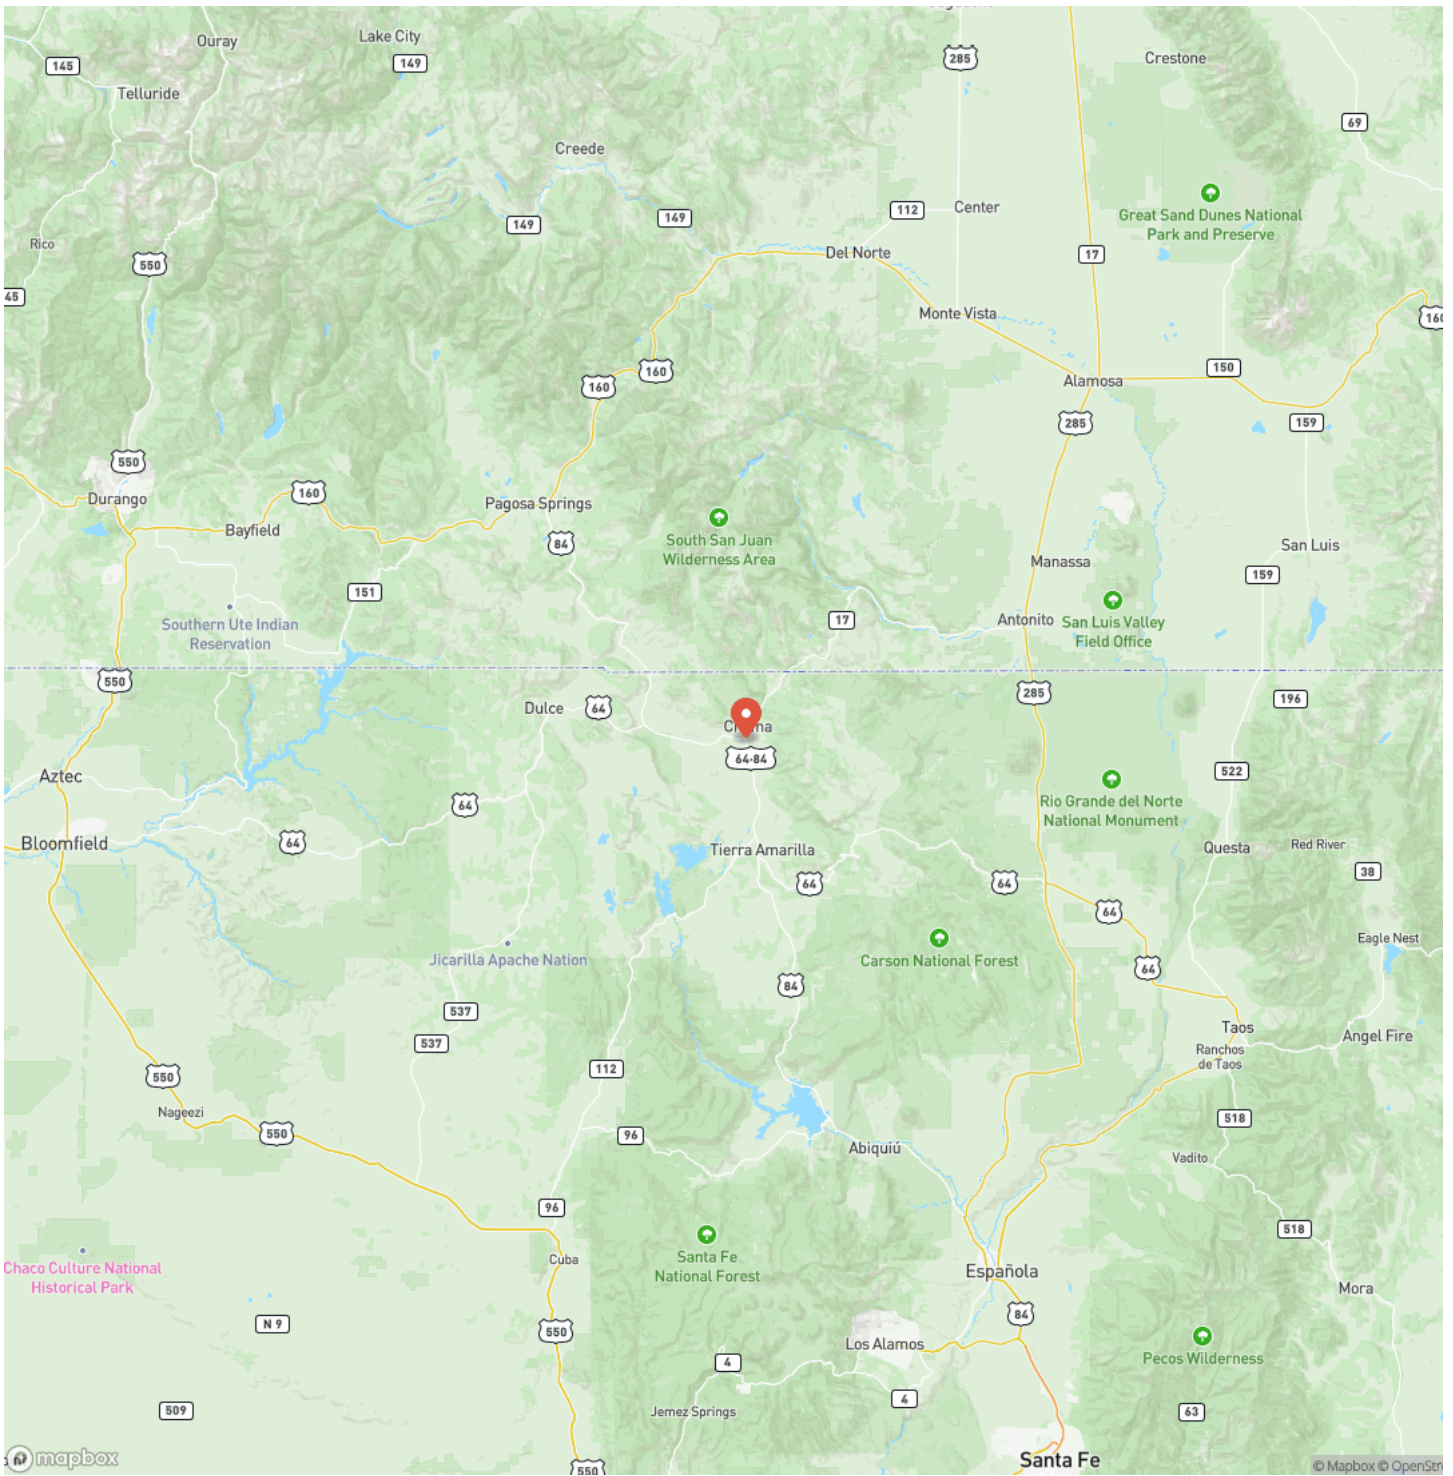 Ouray
Lake City
145
149
285
Crestone
Telluride
69
Creede
Great Sand Dunes National
Park and Preserve
112
Center
149
149
Rico
550
Del Norte
17
45
Monte Vista
160
160
160
150
Alamosa
285
159
550
Durango
160
Pagosa Springs
Bayfield
84
South San Juan
Wilderness Area
San Luis
Manassa
159
151
Southern Ute Indian
Reservation
17
Antonito
San Luis Valley
Field Office
550
285
196
Dulce
64
64-84
Aztec
522
64
Rio Grande del Norte
National Monument
Bloomfield
64
Tierra Amarilla
Questa
Red River
64
64
38
64
Eagle Nest
Jicarilla Apache Nation
Carson National Forest
64
84
537
537
Taos
Angel Fire
Ranchos
de Taos
112
550
Nageezi
550
96
518
Abiquiú
Vadito
96
518
Chaco Culture National
Historical Park
Cuba
Santa Fe
National Forest
Española
Mora
N 9
550
84
Los Alamos
Pecos Wilderness
4
4
509
Jemez Springs
63
mapbox
Santa Fe
550
© Mapbox © OpenStre